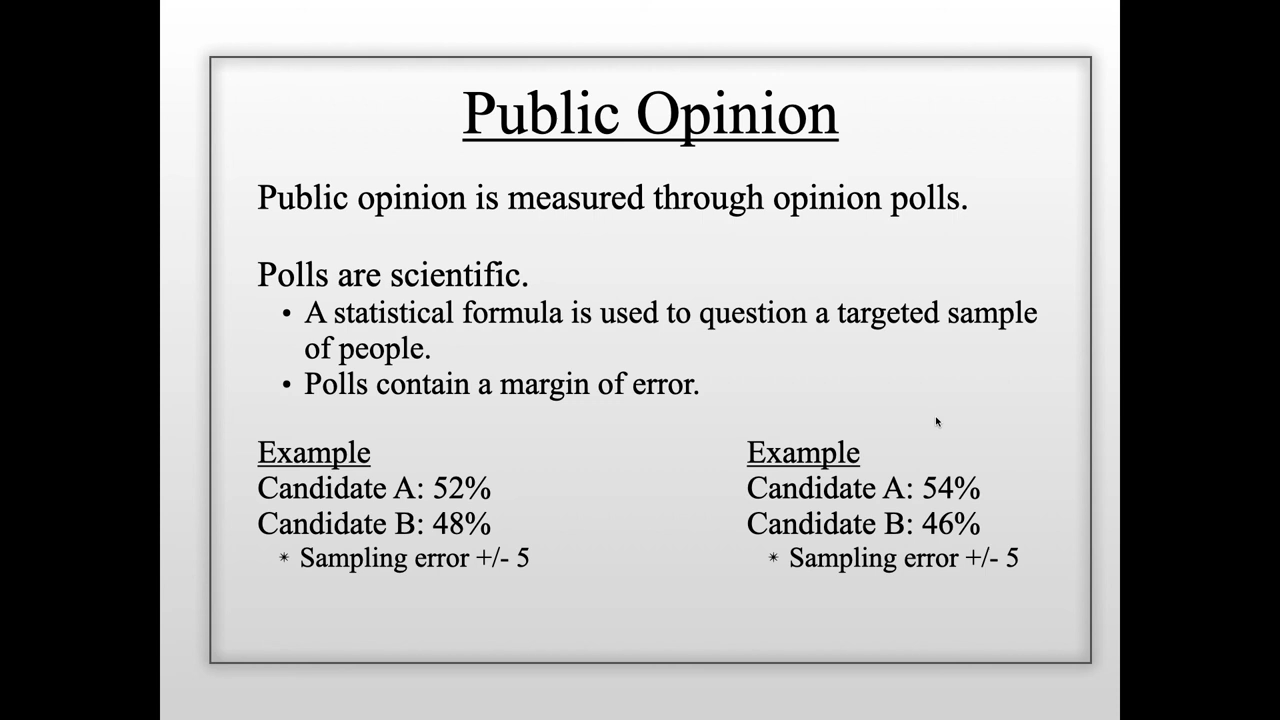 Public Opinion
Public opinion is measured through opinion polls.
Polls are scientific.
• A statistical formula is used to question a targeted sample
of people.
• Polls contain a margin of error.
Example
Candidate A: 52%
Candidate B: 48%
* Sampling error +/- 5
Example
Candidate A: 54%
Candidate B: 46%
* Sampling error +/- 5